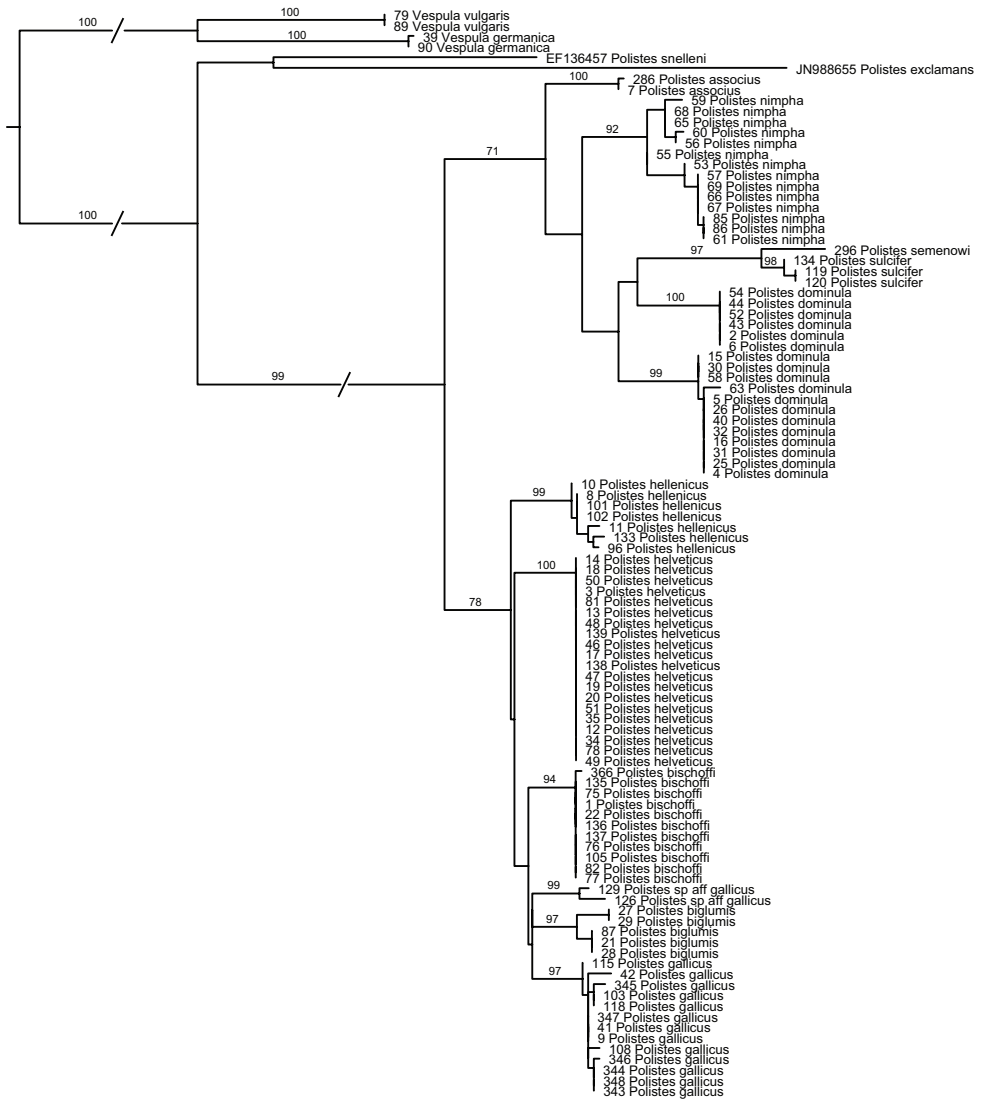 100
79 Vespula vulgaris
89 Vespula vulgaris
100
39 Vespula germanica
90 Vespula germanica
EF136457 Polistes snelleni
JN988655 Polistes exclamans
100
286 Polistes associus
7 Polistes associus
59 Polistes nimpha
68 Polistes nimpha
65 Polistes nimpha
92
60 Polistes nimpha
56 Polistes nimpha
71
55 Polistes nimpha
53 Polistes nimpha
57 Polistes nimpha
69 Polistes nimpha
66 Polistes nimpha
67 Polistes nimpha
100
85 Polistes nimpha
86 Polistes nimpha
61 Polistes nimpha
97
296 Polistes semenowi
98
134 Polistes sulcifer
119 Polistes sulcifer
120 Polistes sulcifer
100
54 Polistes dominula
44 Polistes dominula
52 Polistes dominula
43 Polistes dominula
2 Polistes dominula
6 Polistes dominula
15 Polistes dominula
30 Polistes dominula
99
99
58 Polistes dominula
63 Polistes dominula
5 Polistes dominula
26 Polistes dominula
40 Polistes dominula
32 Polistes dominula
16 Polistes dominula
31 Polistes dominula
25 Polistes dominula
4 Polistes dominula
99
10 Polistes hellenicus
8 Polistes hellenicus
101 Polistes hellenicus
102 Polistes hellenicus
11 Polistes hellenicus
133 Polistes hellenicus
96 Polistes hellenicus
100
14 Polistes helveticus
18 Polistes helveticus
50 Polistes helveticus
3 Polistes helveticus
78
81 Polistes helveticus
13 Polistes helveticus
48 Polistes helveticus
139 Polistes helveticus
46 Polistes helveticus
17 Polistes helveticus
138 Polistes helveticus
47 Polistes helveticus
19 Polistes helveticus
20 Polistes helveticus
51 Polistes helveticus
35 Polistes helveticus
12 Polistes helveticus
34 Polistes helveticus
78 Polistes helveticus
49 Polistes helveticus
94
366 Polistes bischoffi
135 Polistes bischoffi
75 Polistes bischoffi
1 Polistes bischoffi
22 Polistes bischoffi
136 Polistes bischoffi
137 Polistes bischoffi
76 Polistes bischoffi
105 Polistes bischoffi
82 Polistes bischoffi
77 Polistes bischoffi
99
129 Polistes sp aff gallicus
126 Polistes sp aff gallicus
97
27 Polistes biglumis
29 Polistes biglumis
87 Polistes biglumis
21 Polistes biglumis
28 Polistes biglumis
97
115 Polistes gallicus
42 Polistes gallicus
345 Polistes gallicus
103 Polistes gallicus
118 Polistes gallicus
347 Polistes gallicus
41 Polistes gallicus
9 Polistes gallicus
108 Polistes gallicus
346 Polistes gallicus
344 Polistes gallicus
348 Polistes gallicus
343 Polistes gallicus